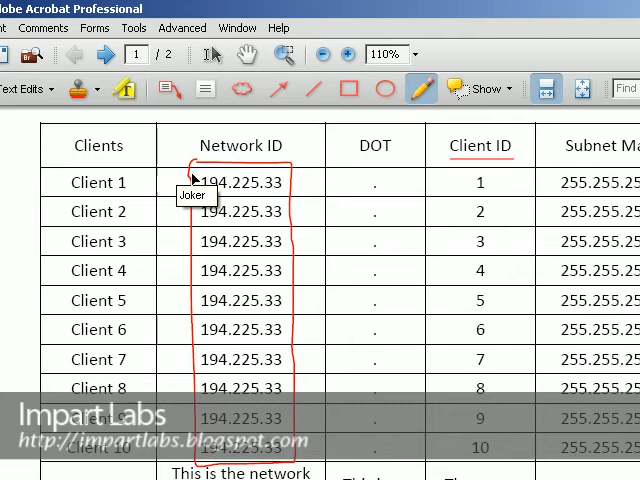 dobe Acrobat Professional
nt Comments Forms Tools Advanced Window Help
Br 1 / 2 110%
Text Edits T Show Find
Clients Network ID DOT Client ID Subnet Ma
Client 1 194.225.33 . 1 255.255.25
Joker
Client 2 194.225.33 . 2 255.255.25
Client 3 194.225.33 . 3 255.255.25
Client 4 194.225.33 . 4 255.255.25
Client 5 194.225.33 . 5 255.255.25
Client 6 194.225.33 . 6 255.255.25
Client 7 194.225.33 . 7 255.255.25
Client 8 194.225.33 . 8 255.255.25
Client 9 194.225.33 . 9 255.255.25
Client 10 194.225.33 . 10 255.255.25
Impart Labs
http://impartlabs.blogspot.com
This is the network